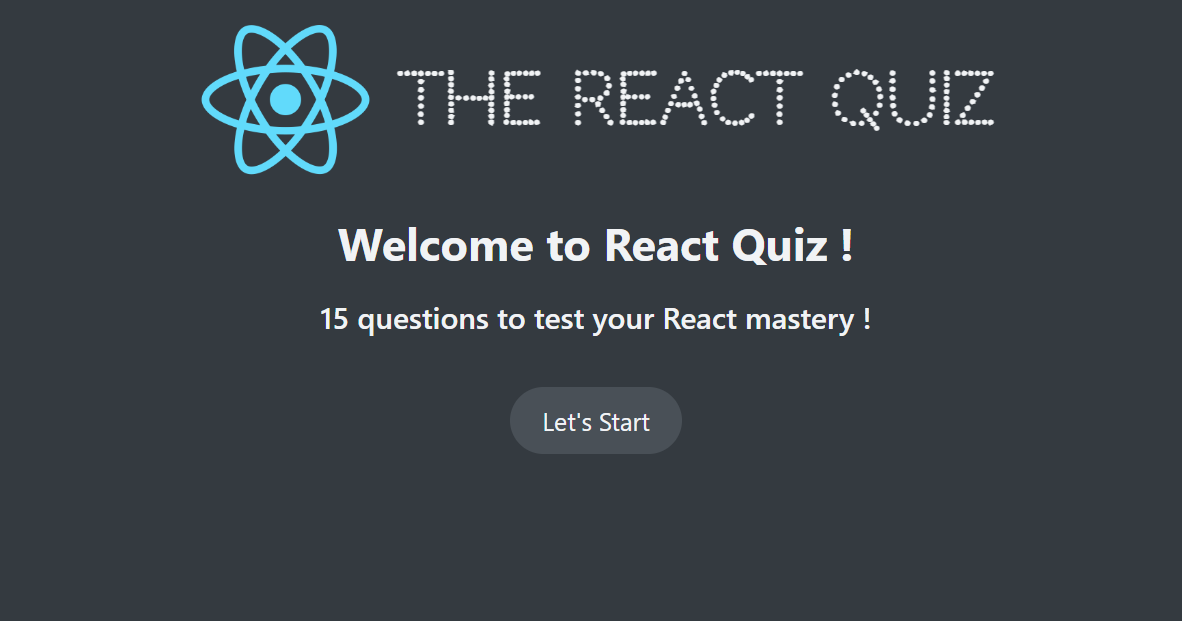 THE REACT QUIZ
Welcome to React Quiz !
15 questions to test your React mastery !
Let's Start